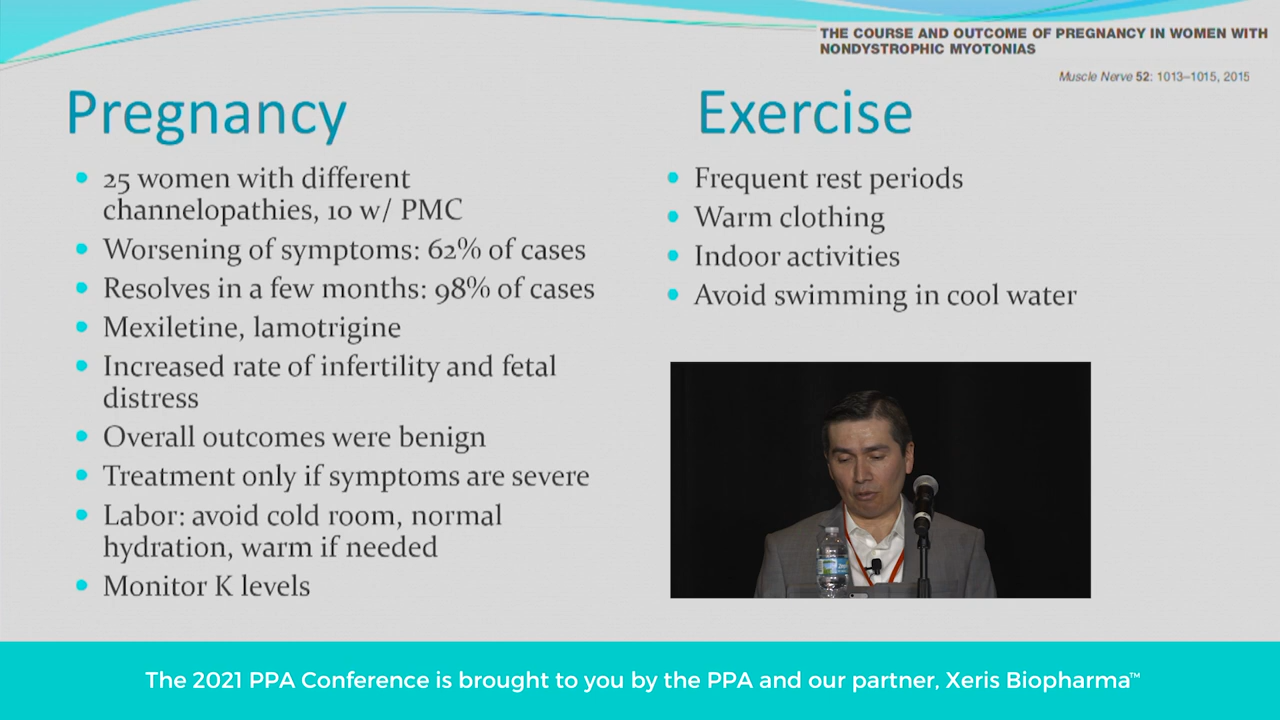 THE COURSE AND OUTCOME OF PREGNANCY IN WOMEN WITH
NONDYSTROPHIC MYOTONIAS
Muscle Nerve 52: 1013–1015, 2015
Pregnancy
• 25 women with different
channelopathies, 10 w/ PMC
• Worsening of symptoms: 62% of cases
• Resolves in a few months: 98% of cases
• Mexiletine, lamotrigine
• Increased rate of infertility and fetal
distress
• Overall outcomes were benign
• Treatment only if symptoms are severe
• Labor: avoid cold room, normal
hydration, warm if needed
• Monitor K levels
Exercise
• Frequent rest periods
• Warm clothing
• Indoor activities
• Avoid swimming in cool water
The 2021 PPA Conference is brought to you by the PPA and our partner, Xeris Biopharma™